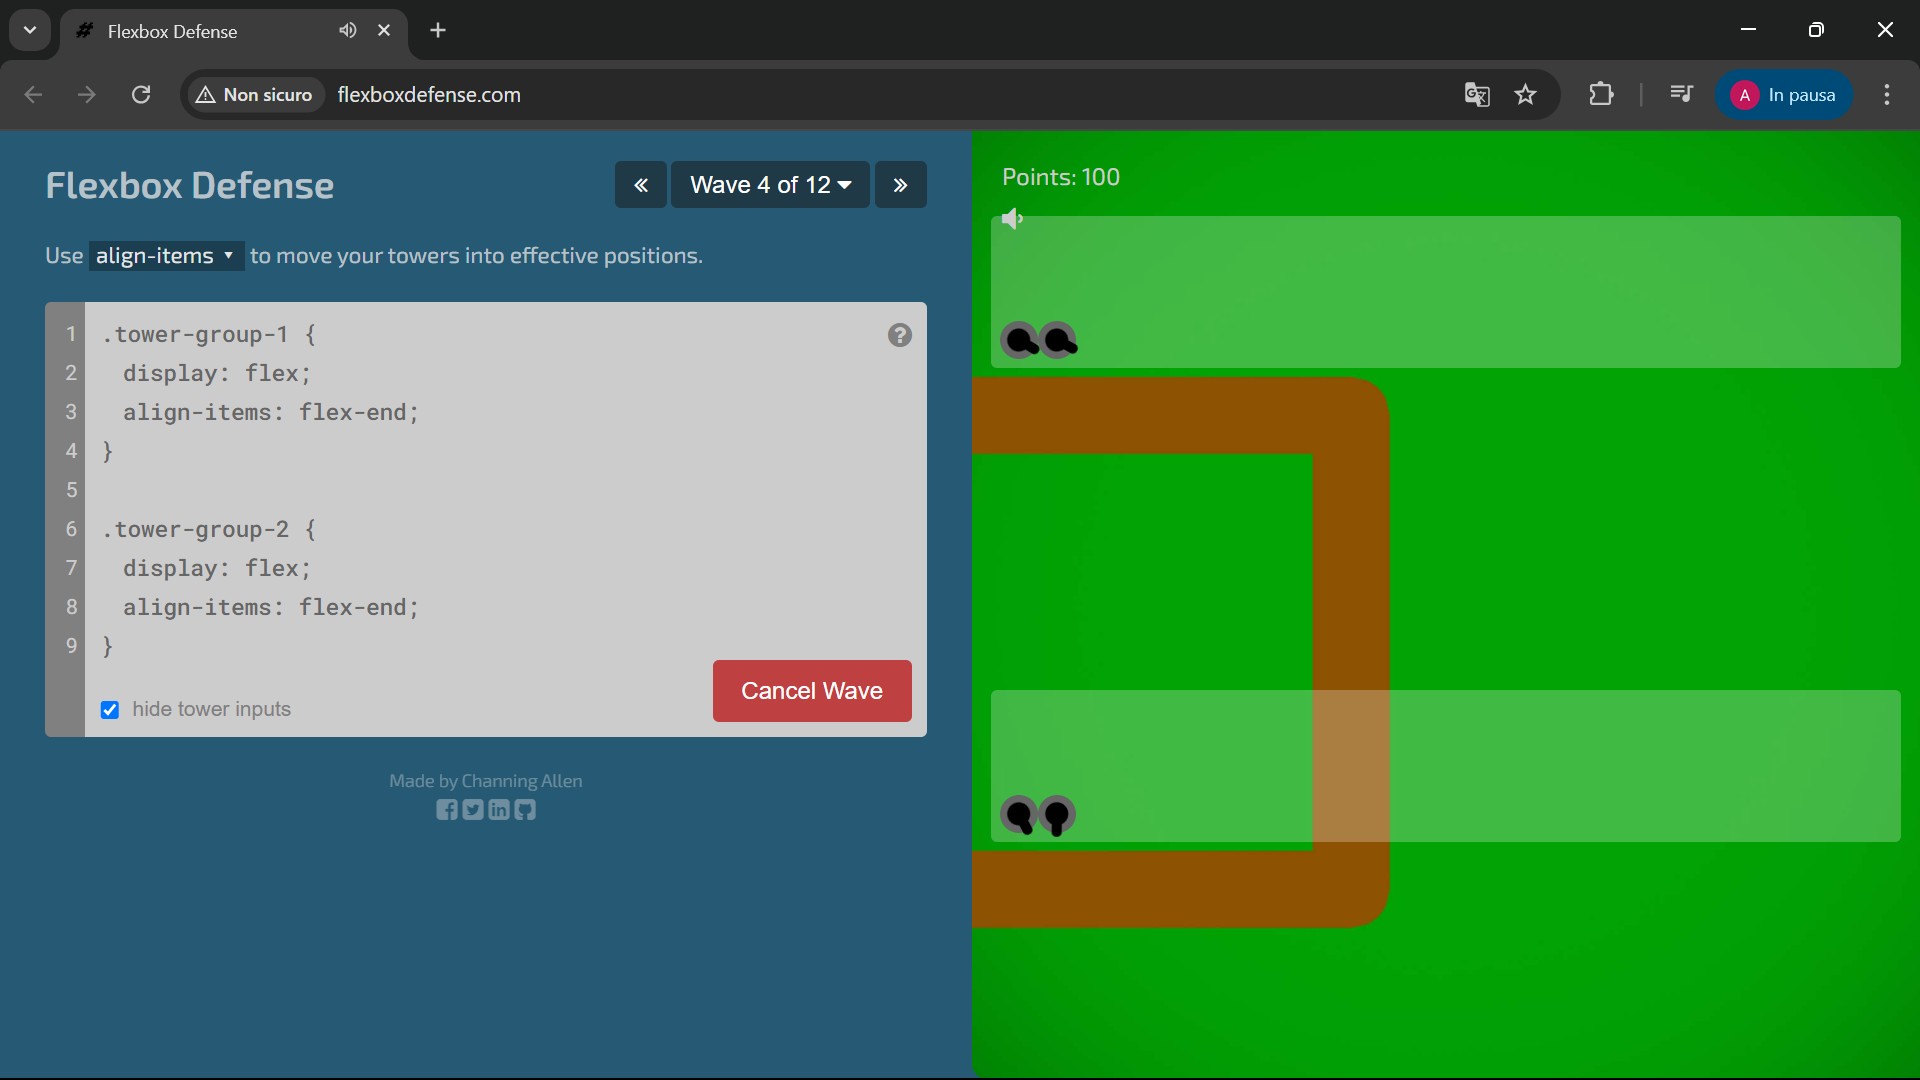 Flexbox Defense
Non sicuro flexboxdefense.com
A In pausa
Flexbox Defense
« Wave 4 of 12 »
Use align-items to move your towers into effective positions.
1 .tower-group-1 {
2 display: flex;
3 align-items: flex-end;
4 }
5
6 .tower-group-2 {
7 display: flex;
8 align-items: flex-end;
9 }
hide tower inputs
Cancel Wave
Made by Channing Allen
Points: 100